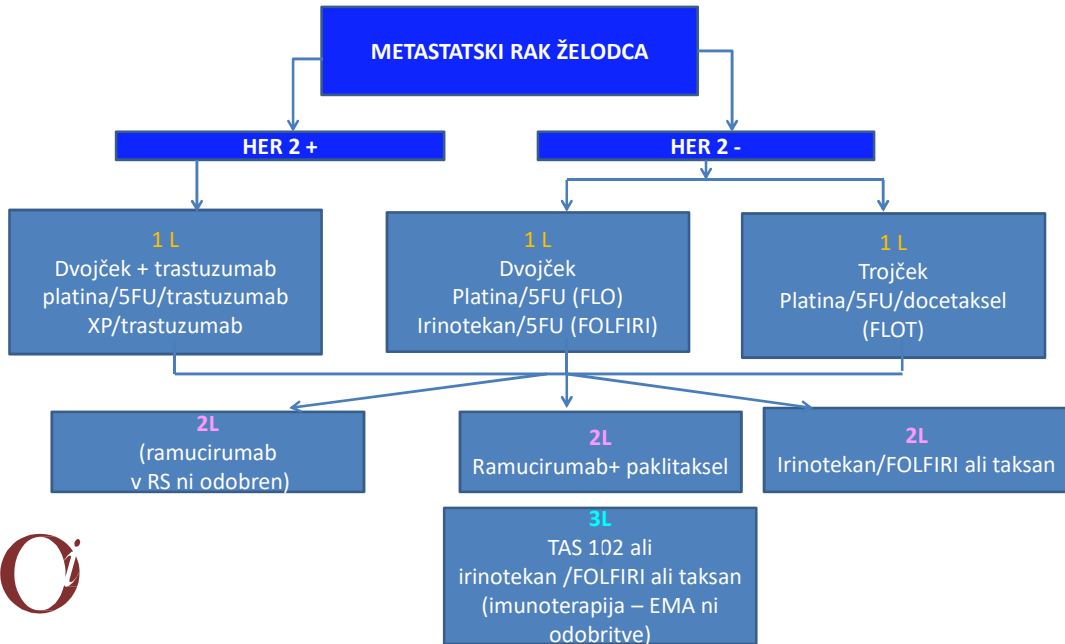 METASTATSKI RAK ŽELODCA
HER 2 +
HER 2 -
1 L
Dvojček + trastuzumab
platina/5FU/trastuzumab
XP/trastuzumab
1 L
Dvojček
Platina/5FU (FLO)
Irinotekan/5FU (FOLFIRI)
1 L
Trojček
Platina/5FU/docetaksel
(FLOT)
2L
(ramucirumab
v RS ni odobren)
2L
Ramucirumab+ paklitaksel
2L
Irinotekan/FOLFIRI ali taksan
3L
TAS 102 ali
irinotekan /FOLFIRI ali taksan
(imunoterapija – EMA ni
odobritve)
Oi